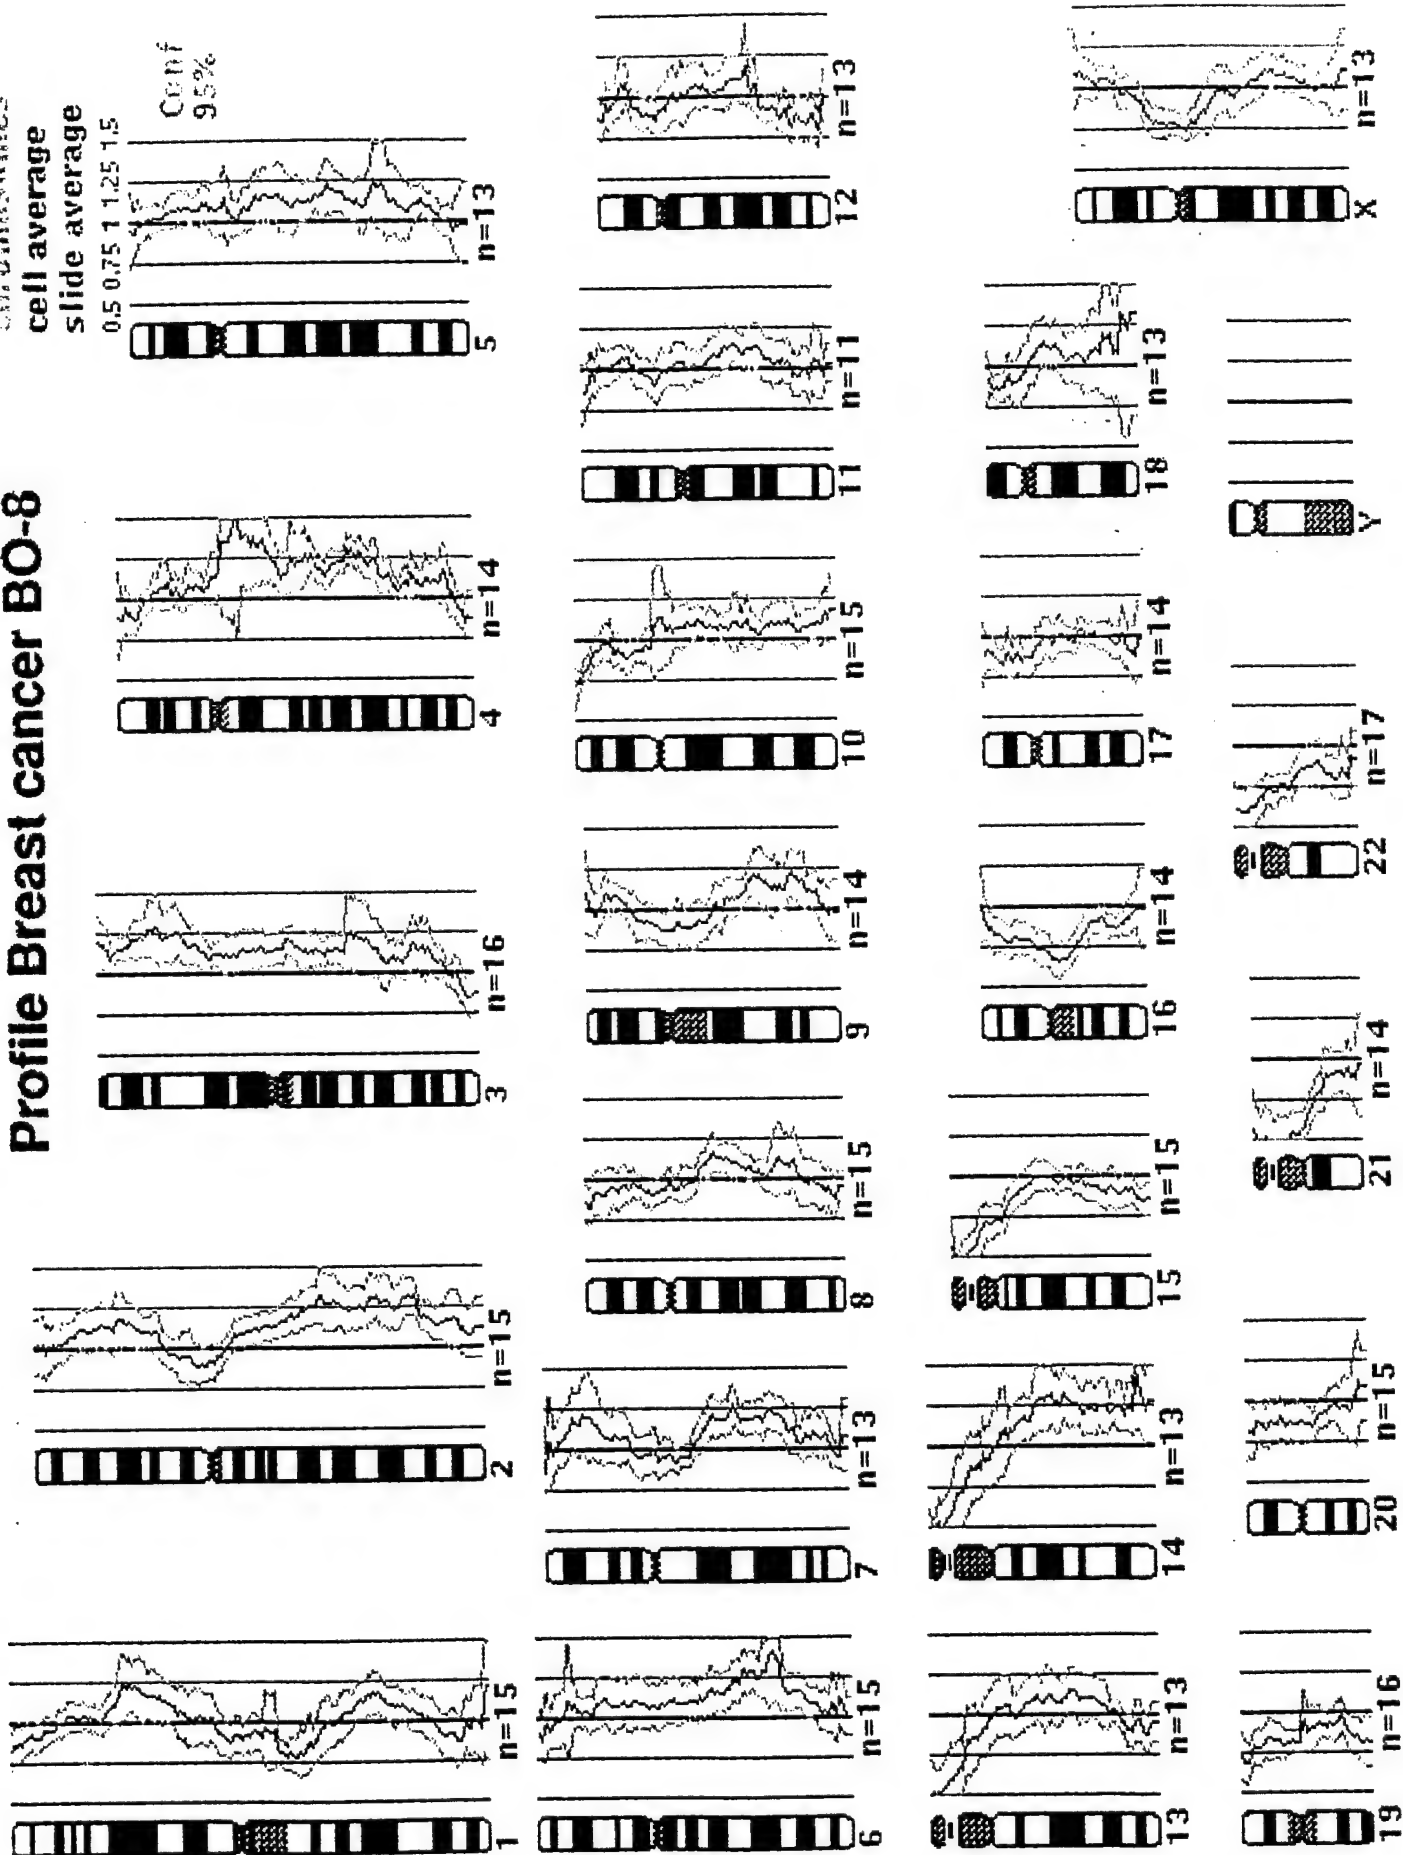 Profile Breast cancer BO-8
cell average
slide average
0.5 0.75 1 1.25 1.5
Conf
95%
1
n=15
2
n=15
3
n=16
4
n=14
5
n=13
6
n=15
7
n=13
8
n=15
9
n=14
10
n=15
11
n=11
12
n=13
13
n=13
14
n=13
15
n=15
16
n=14
17
n=14
18
n=13
19
n=16
20
n=15
21
n=14
22
n=17
Y
X
n=13